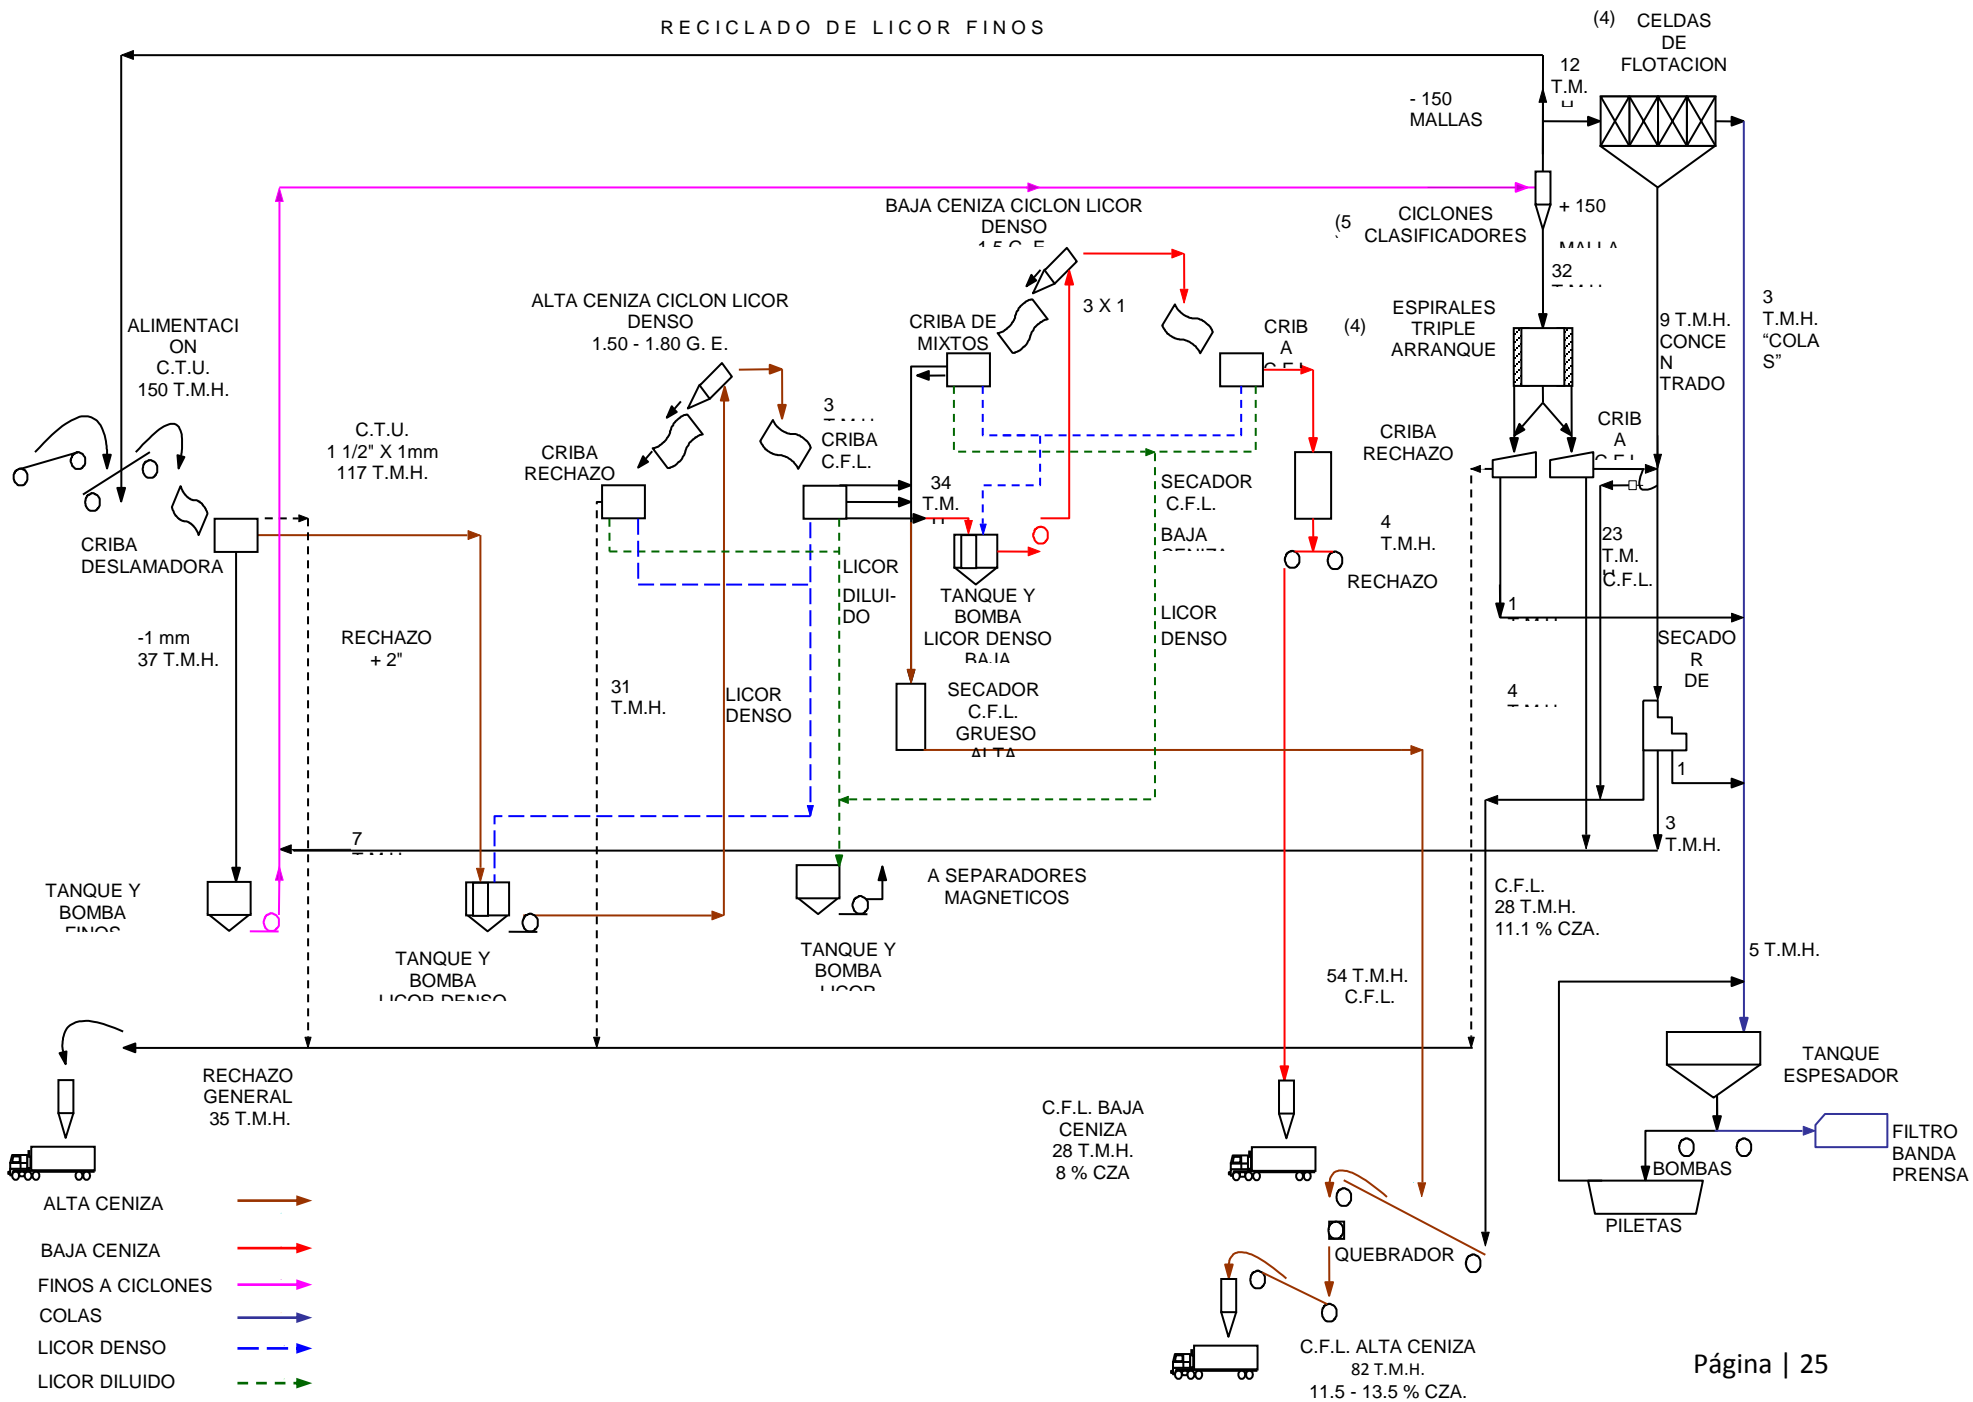 RECICLADO DE LICOR FINOS
(4)
CELDAS
DE
FLOTACION
12
T.M.
- 150
MALLAS
BAJA CENIZA CICLON LICOR
DENSO
(5
CICLONES
CLASIFICADORES
+ 150
32
ALTA CENIZA CICLON LICOR
DENSO
1.50 - 1.80 G. E.
3 X 1
ALIMENTACI
ON
C.T.U.
150 T.M.H.
CRIBA DE
MIXTOS
CRIB
A
(4)
ESPIRALES
TRIPLE
ARRANQUE
9 T.M.H.
CONCE
N
TRADO
3
T.M.H.
“COLA
S”
C.T.U.
1 1/2" X 1mm
117 T.M.H.
3
CRIBA
C.F.L.
CRIBA
RECHAZO
CRIBA
RECHAZO
CRIB
A
34
T.M.
SECADOR
C.F.L.
BAJA
4
T.M.H.
RECHAZO
23
T.M.
C.F.L.
CRIBA
DESLAMADORA
LICOR
DILUI-
DO
TANQUE Y
BOMBA
LICOR DENSO
LICOR
DENSO
1
-1 mm
37 T.M.H.
RECHAZO
+ 2"
31
T.M.H.
LICOR
DENSO
SECADOR
C.F.L.
GRUESO
4
SECADO
R
DE
1
7
3
T.M.H.
TANQUE Y
BOMBA
A SEPARADORES
MAGNETICOS
C.F.L.
28 T.M.H.
11.1 % CZA.
TANQUE Y
BOMBA
LICOR DENSO
TANQUE Y
BOMBA
54 T.M.H.
C.F.L.
5 T.M.H.
RECHAZO
GENERAL
35 T.M.H.
TANQUE
ESPESADOR
C.F.L. BAJA
CENIZA
28 T.M.H.
8 % CZA
FILTRO
BANDA
PRENSA
BOMBAS
PILETAS
QUEBRADOR
ALTA CENIZA
BAJA CENIZA
FINOS A CICLONES
COLAS
LICOR DENSO
LICOR DILUIDO
C.F.L. ALTA CENIZA
82 T.M.H.
11.5 - 13.5 % CZA.
Página | 25